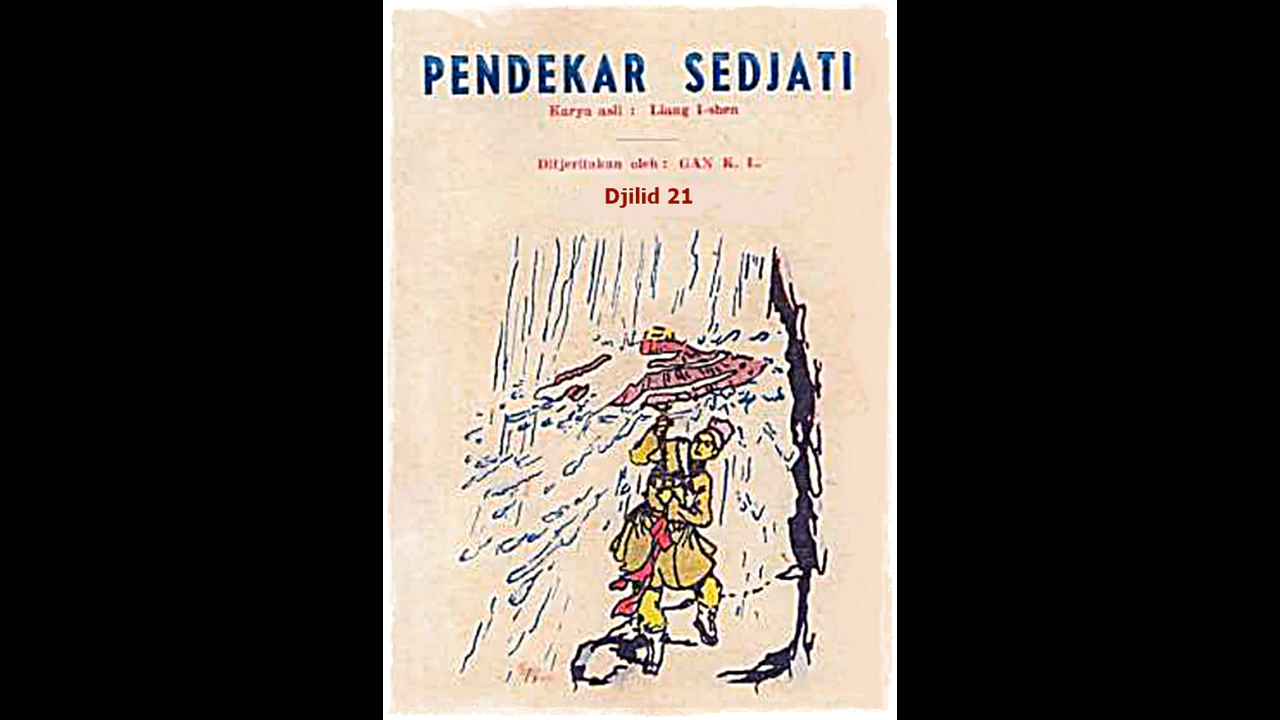 PENDEKAR SEDJATI
Karya asli : Liang I-shen
Ditjeritakan oleh : GAN K. L.
Djilid 21